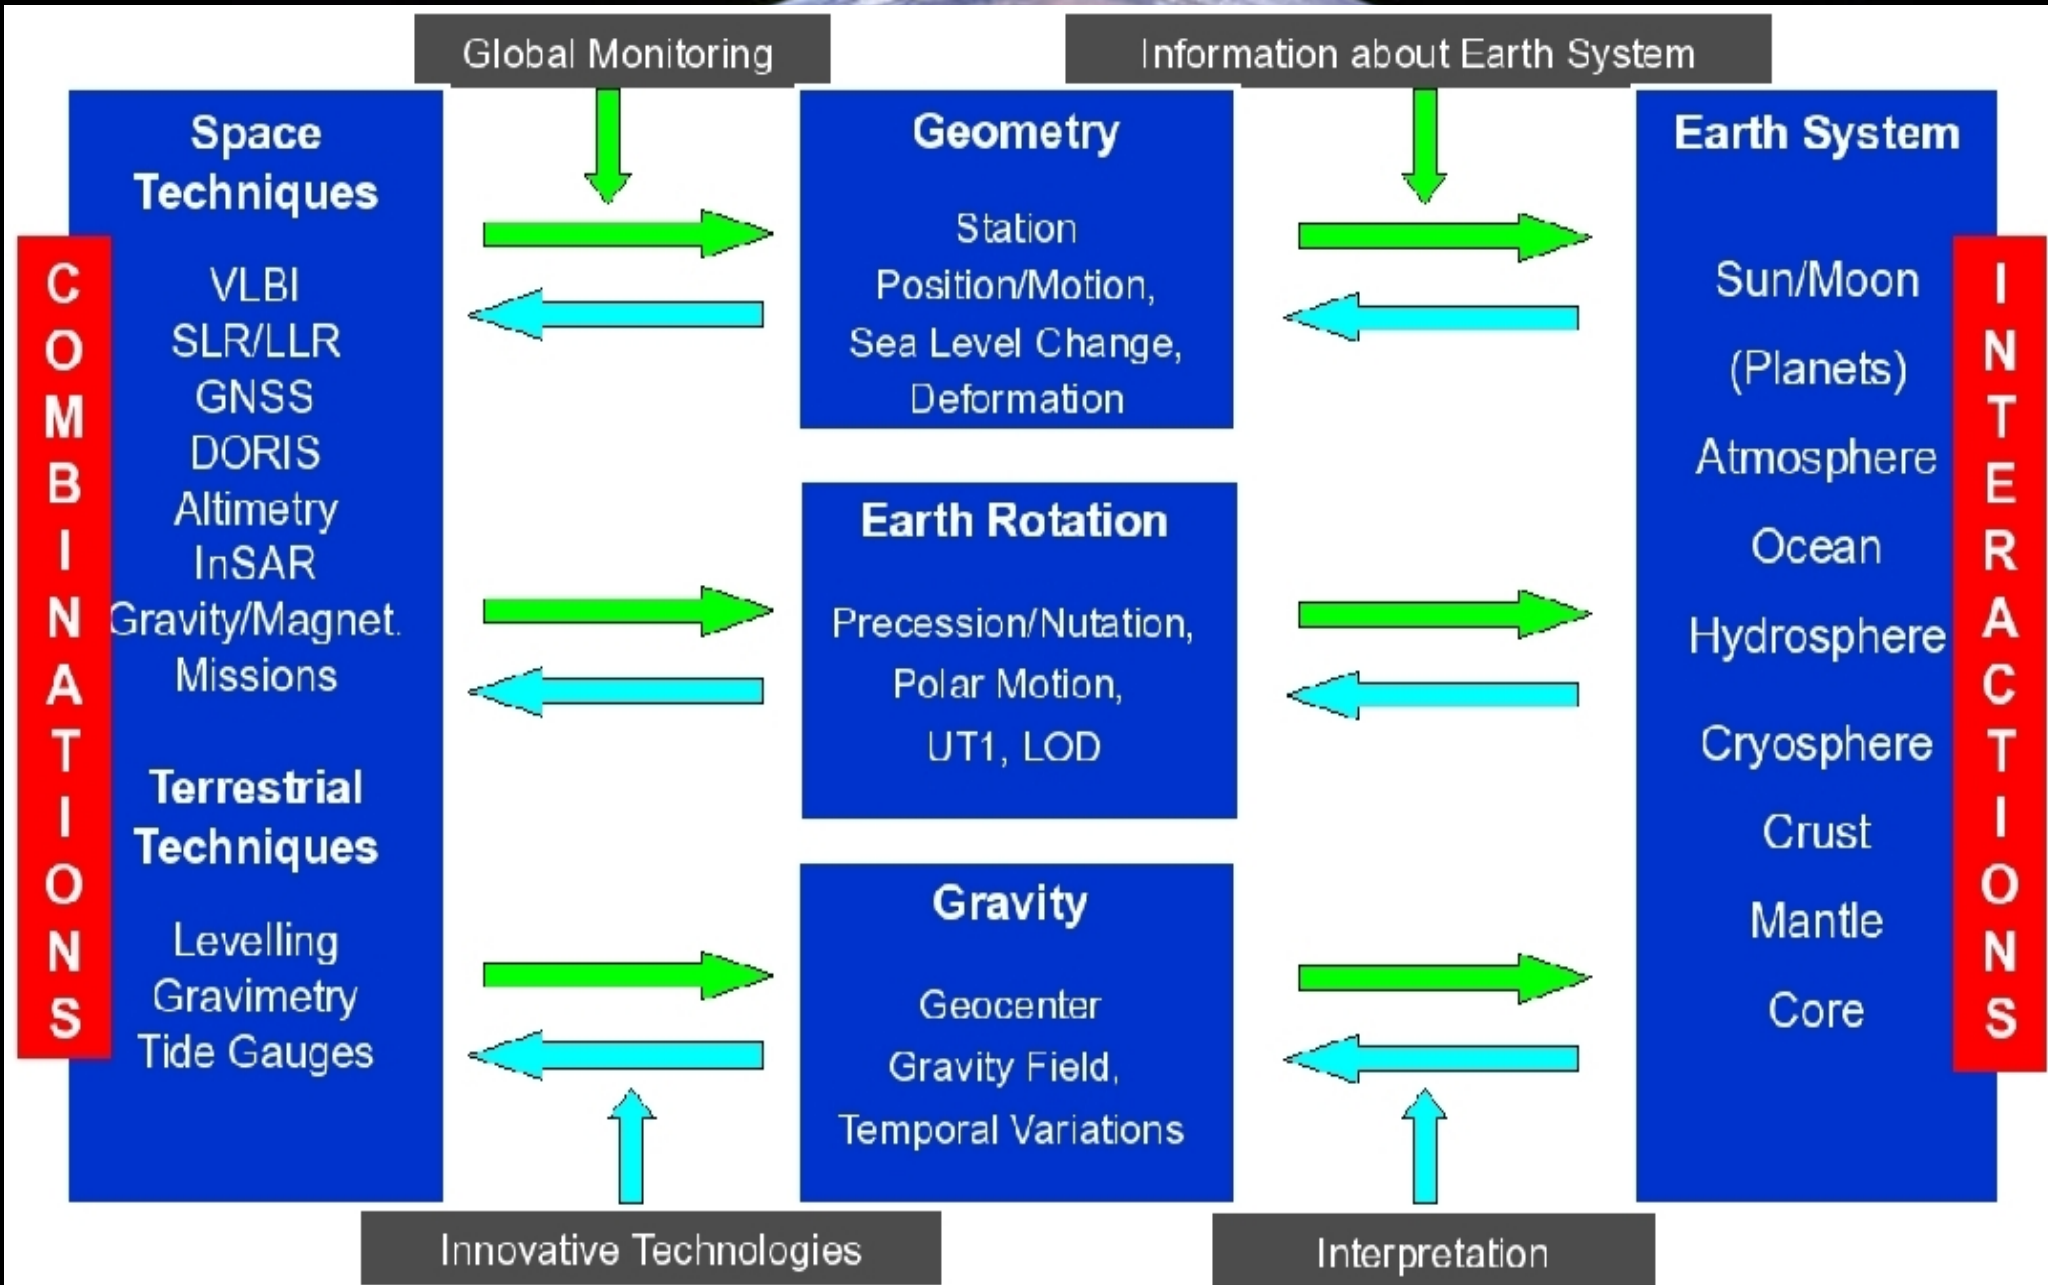 Global Monitoring
Information about Earth System
COMBINATIONS
Space
Techniques
VLBI
SLR/LLR
GNSS
DORIS
Altimetry
InSAR
Gravity/Magnet.
Missions
Terrestrial
Techniques
Levelling
Gravimetry
Tide Gauges
Geometry
Station
Position/Motion,
Sea Level Change,
Deformation
Earth Rotation
Precession/Nutation,
Polar Motion,
UT1, LOD
Gravity
Geocenter
Gravity Field,
Temporal Variations
Earth System
Sun/Moon
(Planets)
Atmosphere
Ocean
Hydrosphere
Cryosphere
Crust
Mantle
Core
INTERACTIONS
Innovative Technologies
Interpretation